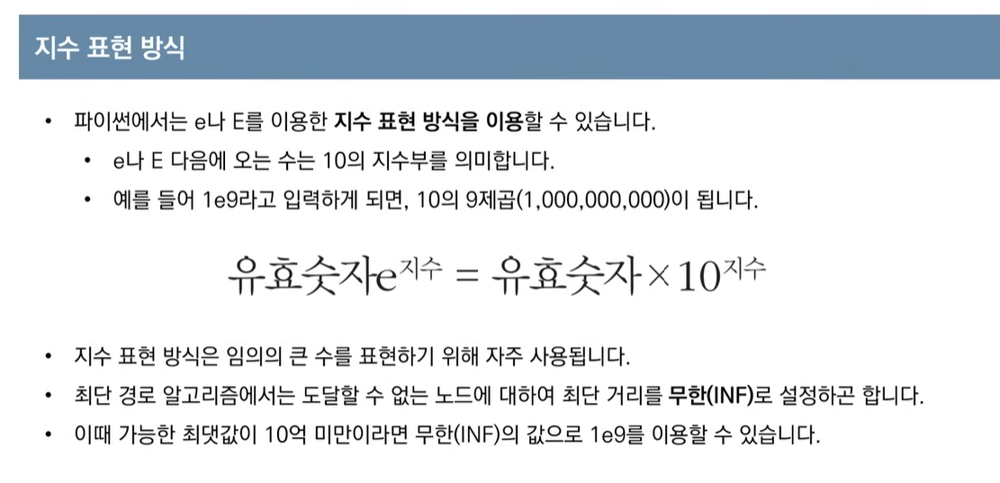 지수 표현 방식
• 파이썬에서는 e나 E를 이용한 지수 표현 방식을 이용할 수 있습니다.
• e나 E 다음에 오는 수는 10의 지수부를 의미합니다.
• 예를 들어 1e9라고 입력하게 되면, 10의 9제곱(1,000,000,000)이 됩니다.
유효숫자e^지수 = 유효숫자×10^지수
• 지수 표현 방식은 임의의 큰 수를 표현하기 위해 자주 사용됩니다.
• 최단 경로 알고리즘에서는 도달할 수 없는 노드에 대하여 최단 거리를 무한(INF)로 설정하곤 합니다.
• 이때 가능한 최댓값이 10억 미만이라면 무한(INF)의 값으로 1e9를 이용할 수 있습니다.